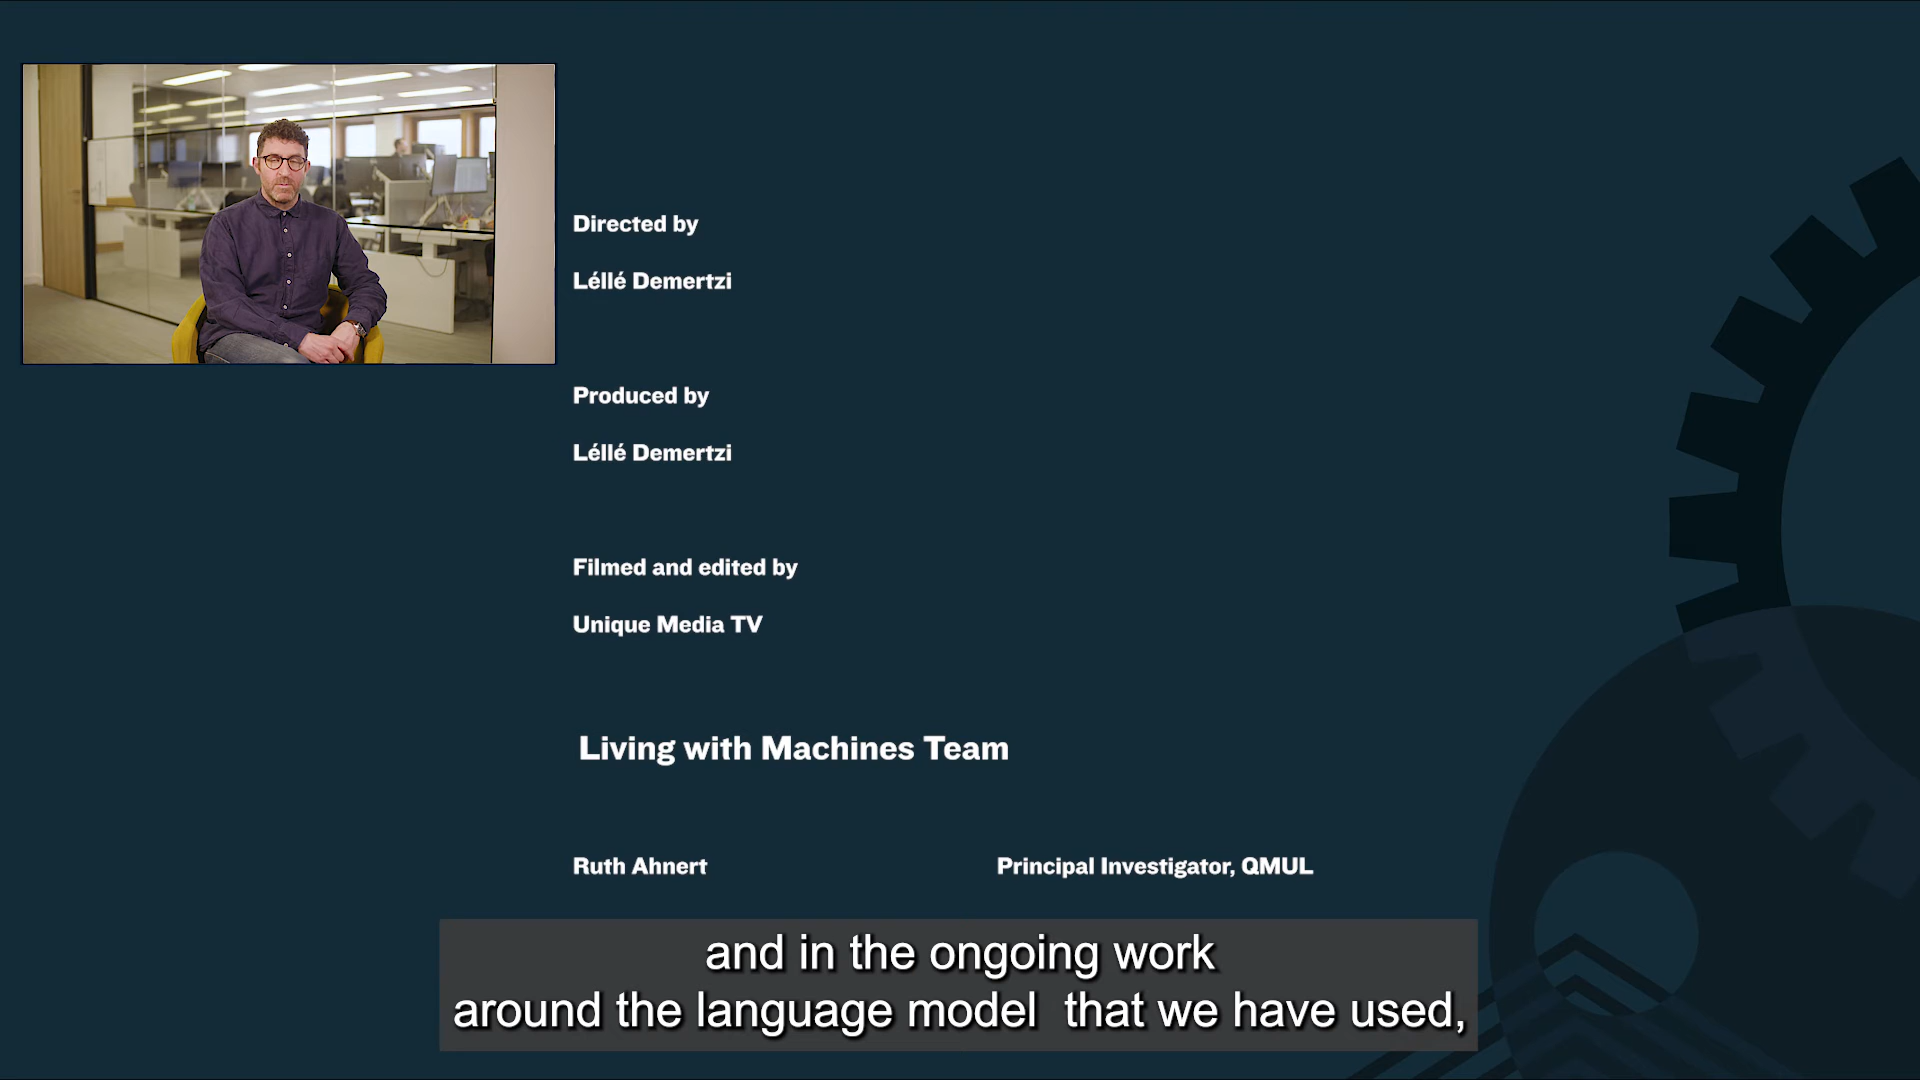 Directed by
Léllé Demertzi
Produced by
Léllé Demertzi
Filmed and edited by
Unique Media TV
Living with Machines Team
Ruth Ahnert Principal Investigator, QMUL
and in the ongoing work
around the language model that we have used,